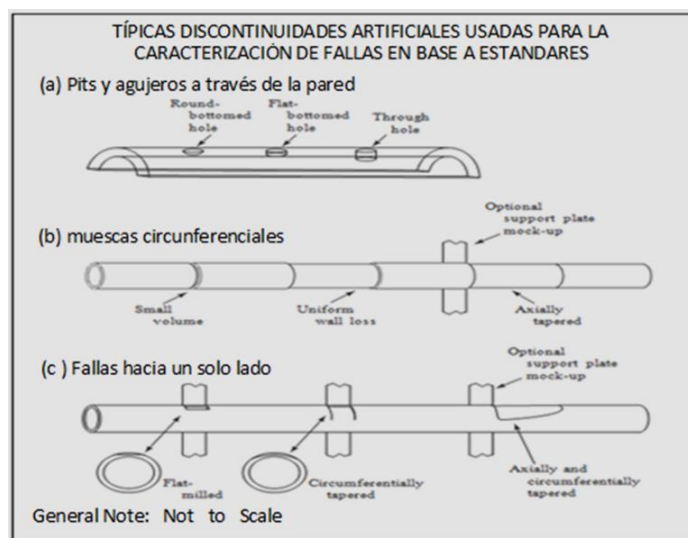 TÍPICAS DISCONTINUIDADES ARTIFICIALES USADAS PARA LA
CARACTERIZACIÓN DE FALLAS EN BASE A ESTANDARES
(a) Pits y agujeros a través de la pared
Round-
bottomed
hole
Flat-
bottomed
hole
Through
hole
Optional
support plate
mock-up
(b) muescas circunferenciales
Small
volume
Uniform
wall loss
Axially
tapered
(c ) Fallas hacia un solo lado
Optional
support plate
mock-up
Flat-
milled
Circumferentially
tapered
Axially and
circumferentially
tapered
General Note: Not to Scale